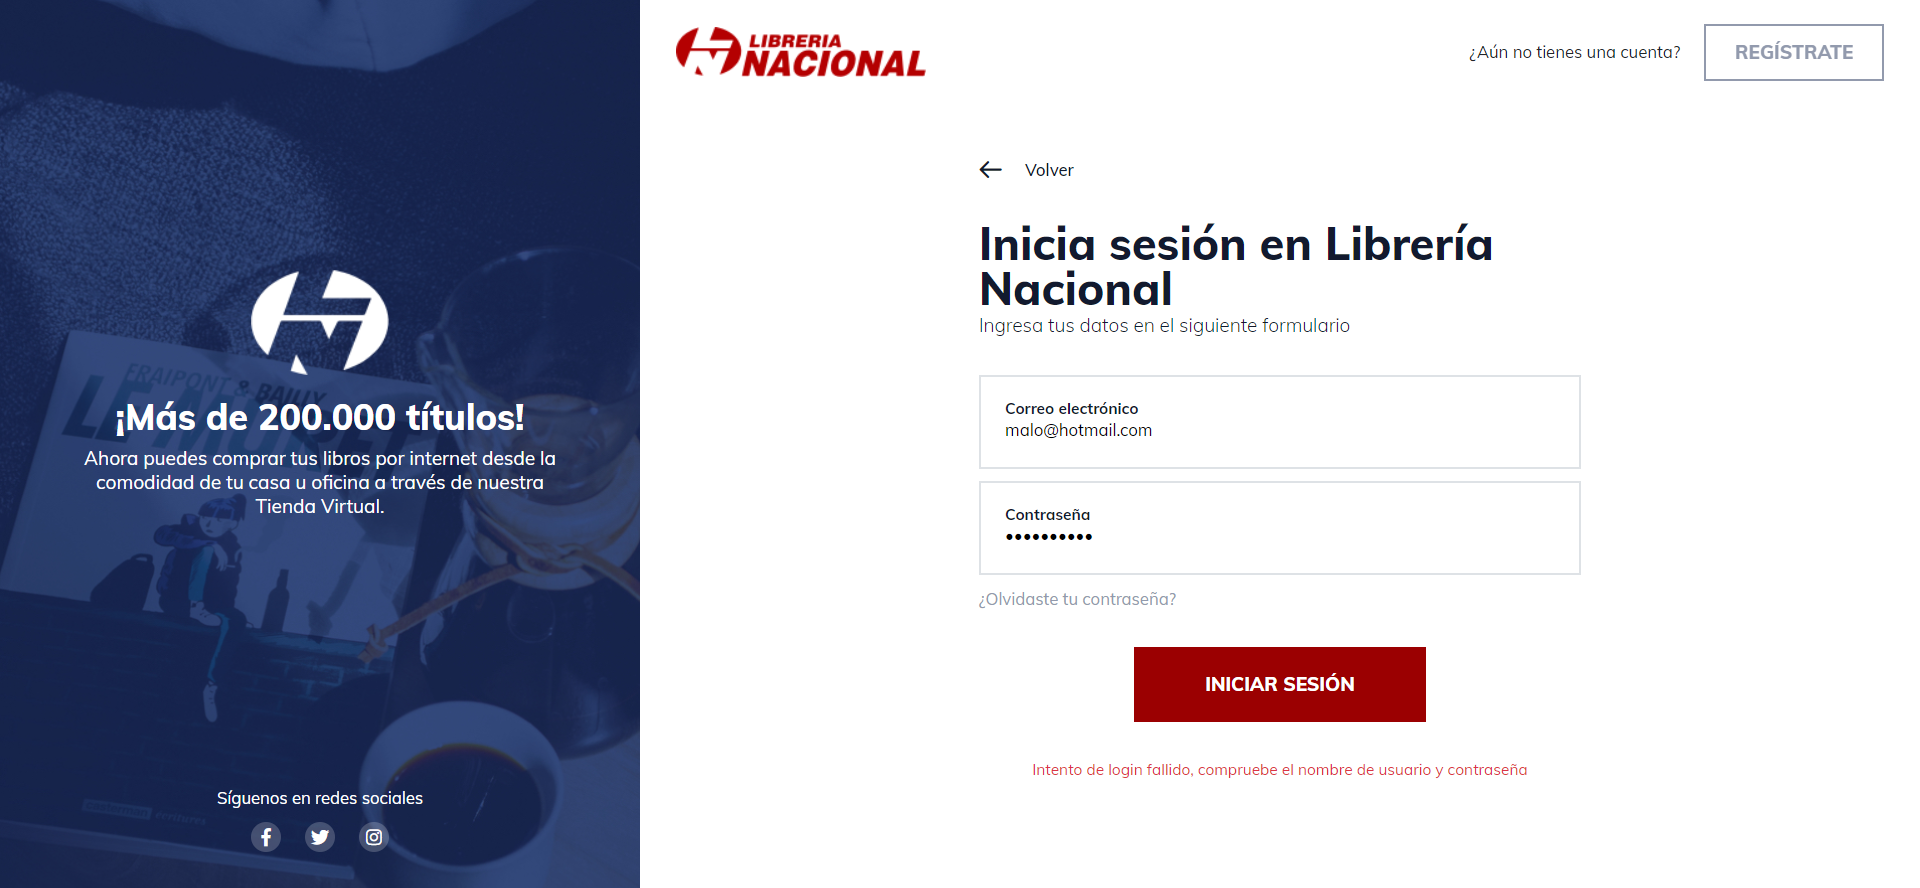 LIBRERIA
NACIONAL
¿Aún no tienes una cuenta?
REGÍSTRATE
Volver
Inicia sesión en Librería
Nacional
Ingresa tus datos en el siguiente formulario
Correo electrónico
malo@hotmail.com
Contraseña
••••••••••
¿Olvidaste tu contraseña?
INICIAR SESIÓN
Intento de login fallido, compruebe el nombre de usuario y contraseña
FRAIPONT & BAILLY
¡Más de 200.000 títulos!
Ahora puedes comprar tus libros por internet desde la
comodidad de tu casa u oficina a través de nuestra
Tienda Virtual.
Síguenos en redes sociales